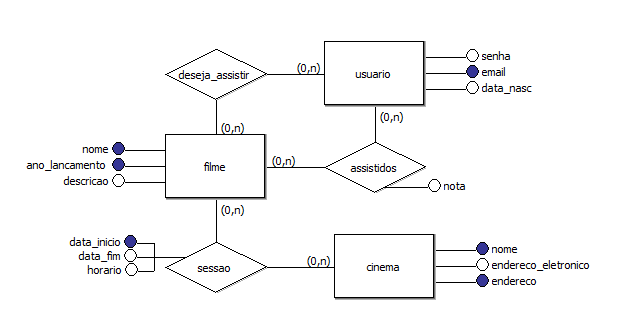 senha
(0,n)
usuario
email
deseja_assistir
data_nasc
(0,n)
(0,n)
nome
(0,n)
ano_lancamento
filme
assistidos
descricao
nota
(0,n)
data_inicio
nome
data_fim
(0,n)
endereco_eletronico
horario
sessao
cinema
endereco